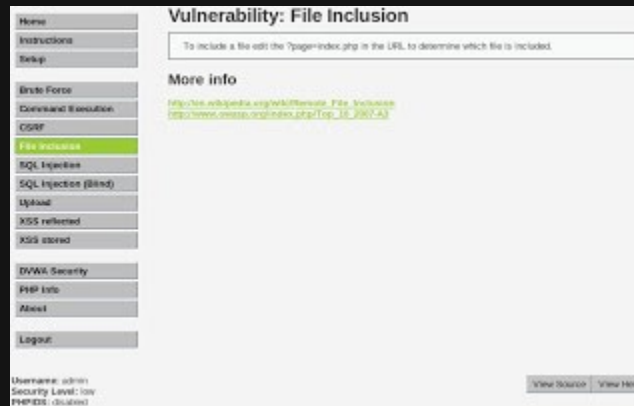 Home
Instructions
Setup
Brute Force
Command Execution
CSRF
File Inclusion
SQL Injection
SQL Injection (Blind)
Upload
XSS reflected
XSS stored
DVWA Security
PHP Info
About
Logout
Username: admin
Security Level: low
PHPIDS: disabled
Vulnerability: File Inclusion
To include a file edit the ?page=index.php in the URL to determine which file is included.
More info
http://en.wikipedia.org/wiki/Remote_File_Inclusion
http://www.owasp.org/index.php/Top_10_2007-A3
View Source
View He